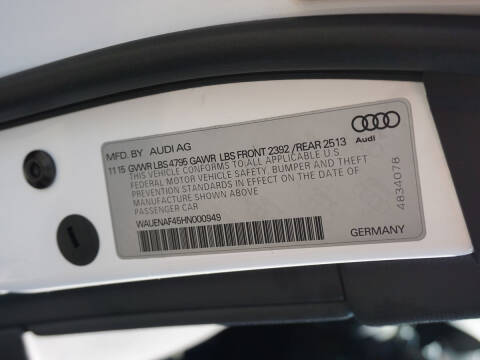 MFD. BY AUDI AG
1115 GVWR LBS 4795 GAWR LBS FRONT 2392 /REAR 2513
THIS VEHICLE CONFORMS TO ALL APPLICABLE U.S
FEDERAL MOTOR VEHICLE SAFETY, BUMPER AND THEFT
PREVENTION STANDARDS IN EFFECT ON THE DATE OF
MANUFACTURE SHOWN ABOVE
PASSENGER CAR
WAUENAF45HN000949
Audi
4834078
GERMANY